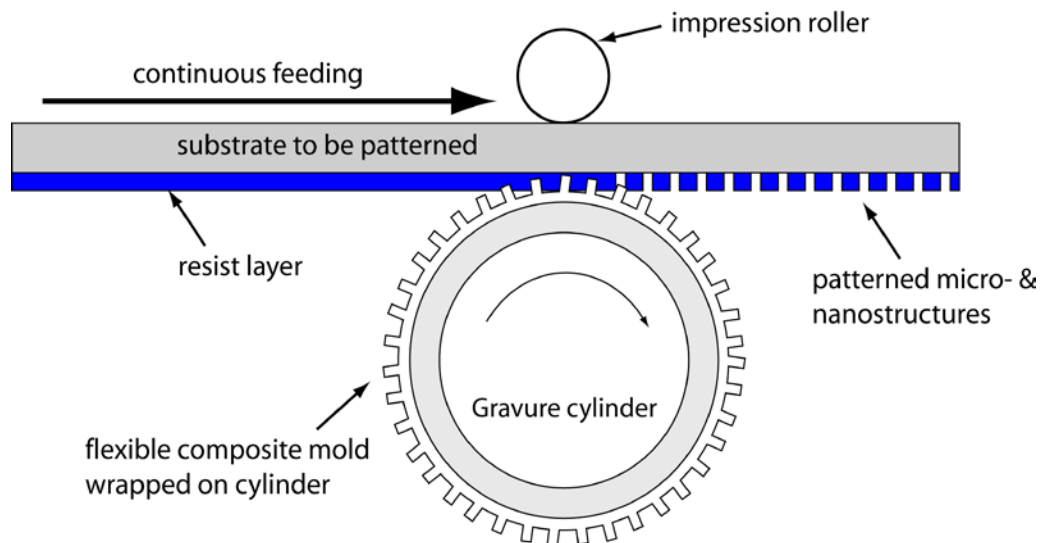 impression roller
continuous feeding
substrate to be patterned
resist layer
patterned micro- &
nanostructures
Gravure cylinder
flexible composite mold
wrapped on cylinder